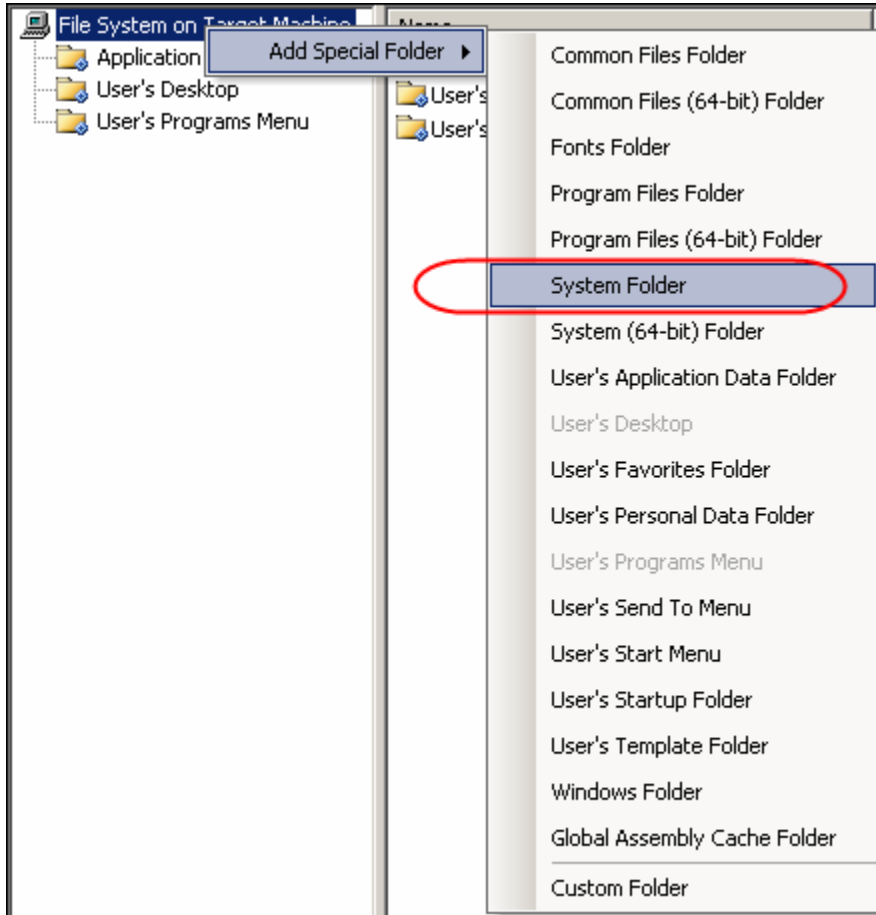 File System on Target Machine
Application
User's Desktop
User's Programs Menu
Name
User's
User's
Add Special Folder
Common Files Folder
Common Files (64-bit) Folder
Fonts Folder
Program Files Folder
Program Files (64-bit) Folder
System Folder
System (64-bit) Folder
User's Application Data Folder
User's Desktop
User's Favorites Folder
User's Personal Data Folder
User's Programs Menu
User's Send To Menu
User's Start Menu
User's Startup Folder
User's Template Folder
Windows Folder
Global Assembly Cache Folder
Custom Folder